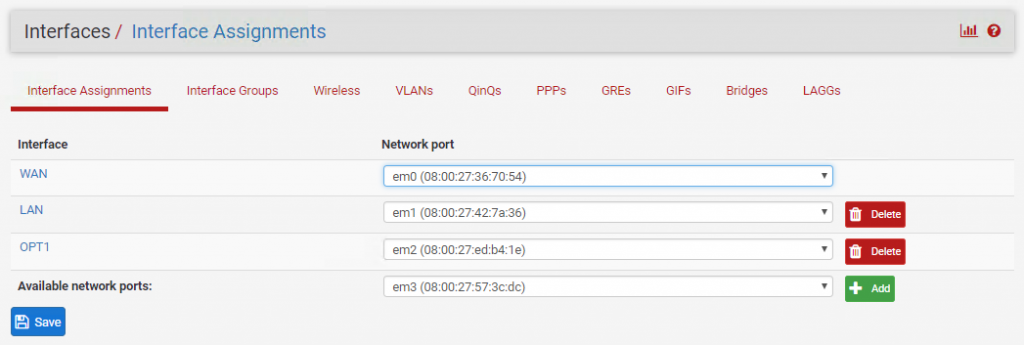 Interfaces / Interface Assignments
Interface Assignments Interface Groups Wireless VLANs QinQs PPPs GREs GIFs Bridges LAGGs
Interface Network port
WAN em0 (08:00:27:36:70:54)
LAN em1 (08:00:27:42:7a:36) Delete
OPT1 em2 (08:00:27:ed:b4:1e) Delete
Available network ports: em3 (08:00:27:57:3c:dc) Add
Save